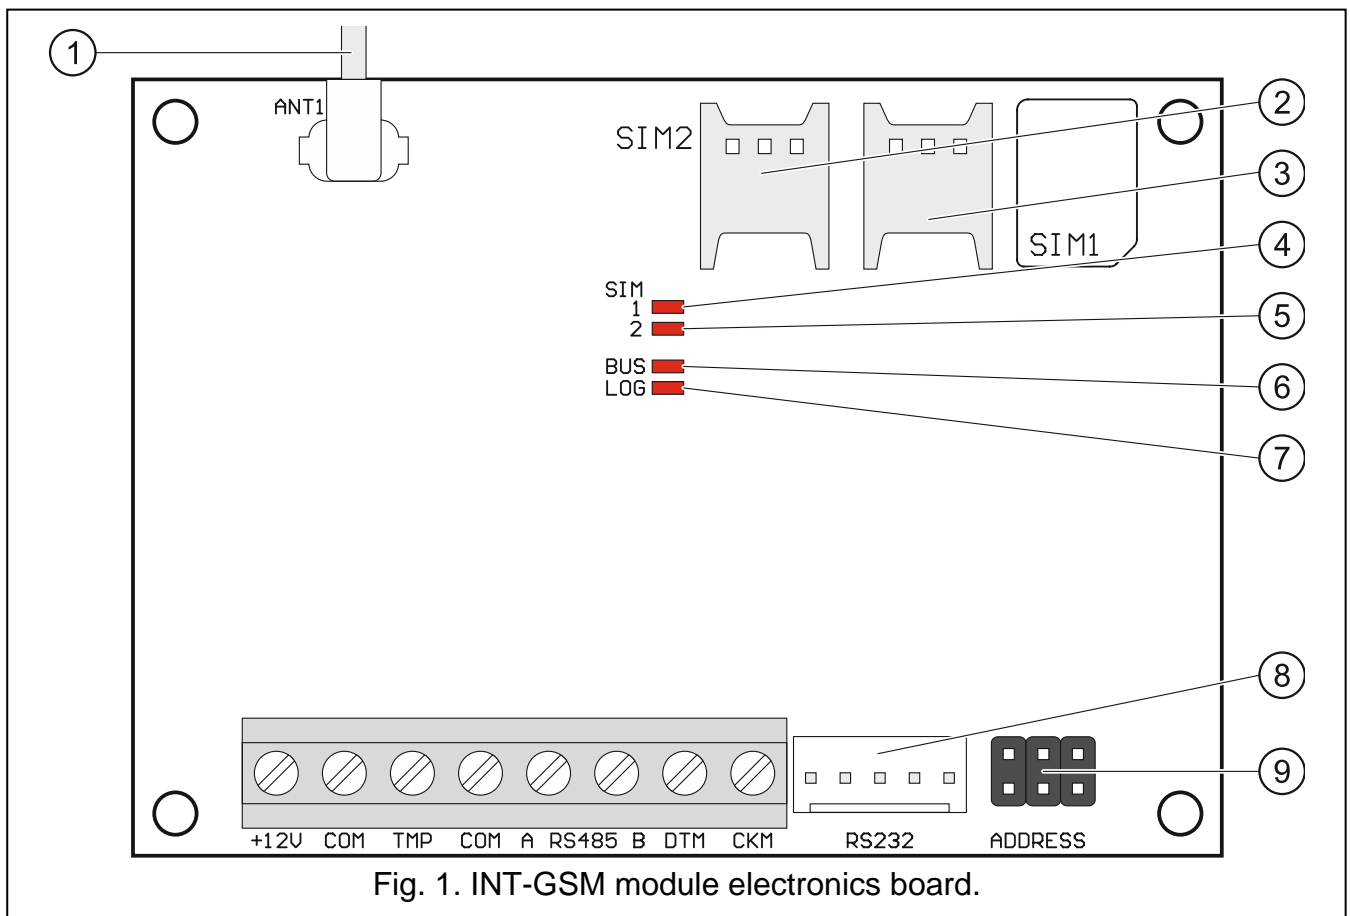 1
ANT1
SIM2
SIM1
2
3
4
5
6
7
SIM
1
2
BUS
LOG
8
9
+12V COM TMP COM A RS485 B DTM CKM RS232 ADDRESS
Fig. 1. INT-GSM module electronics board.